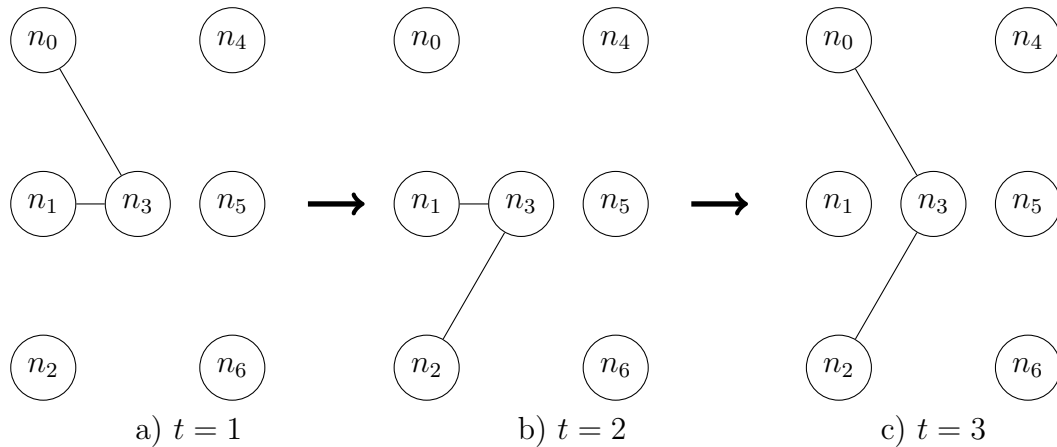 n₀ n₄ n₀ n₄ n₀ n₄
n₁ n₃ n₅ n₁ n₃ n₅ n₁ n₃ n₅
n₂ n₆ n₂ n₆ n₂ n₆
a) t = 1 b) t = 2 c) t = 3